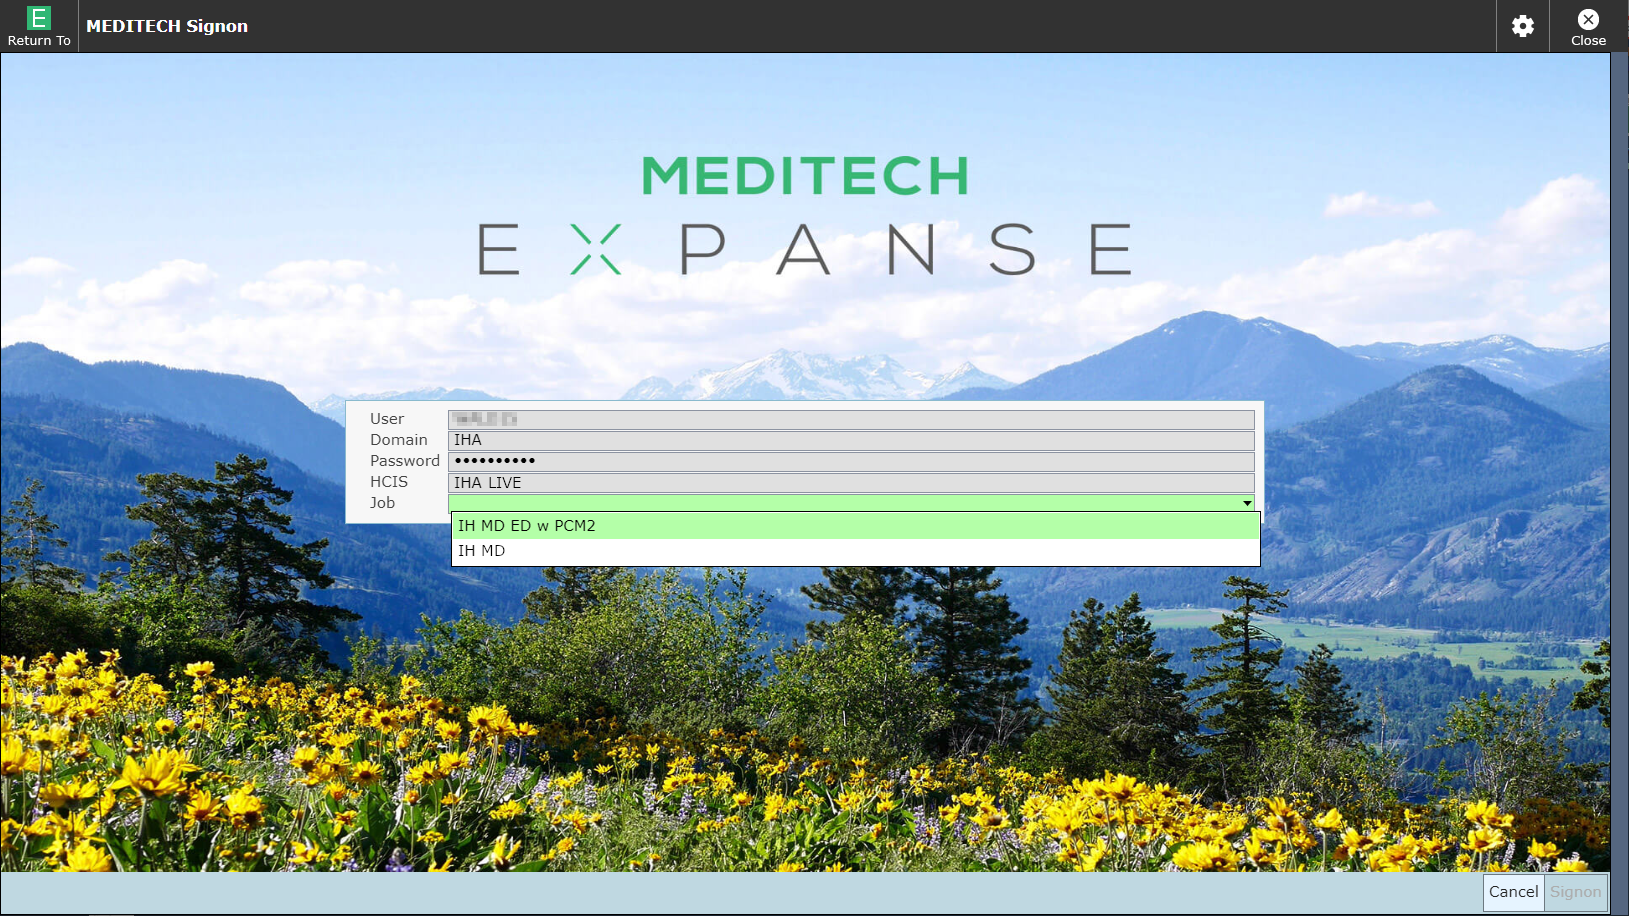 E
Return To
MEDITECH Signon
Close
MEDITECH
EXPANSE
User
Domain IHA
Password ••••••••••
HCIS IHA LIVE
Job
IH MD ED w PCM2
IH MD
Cancel Signon